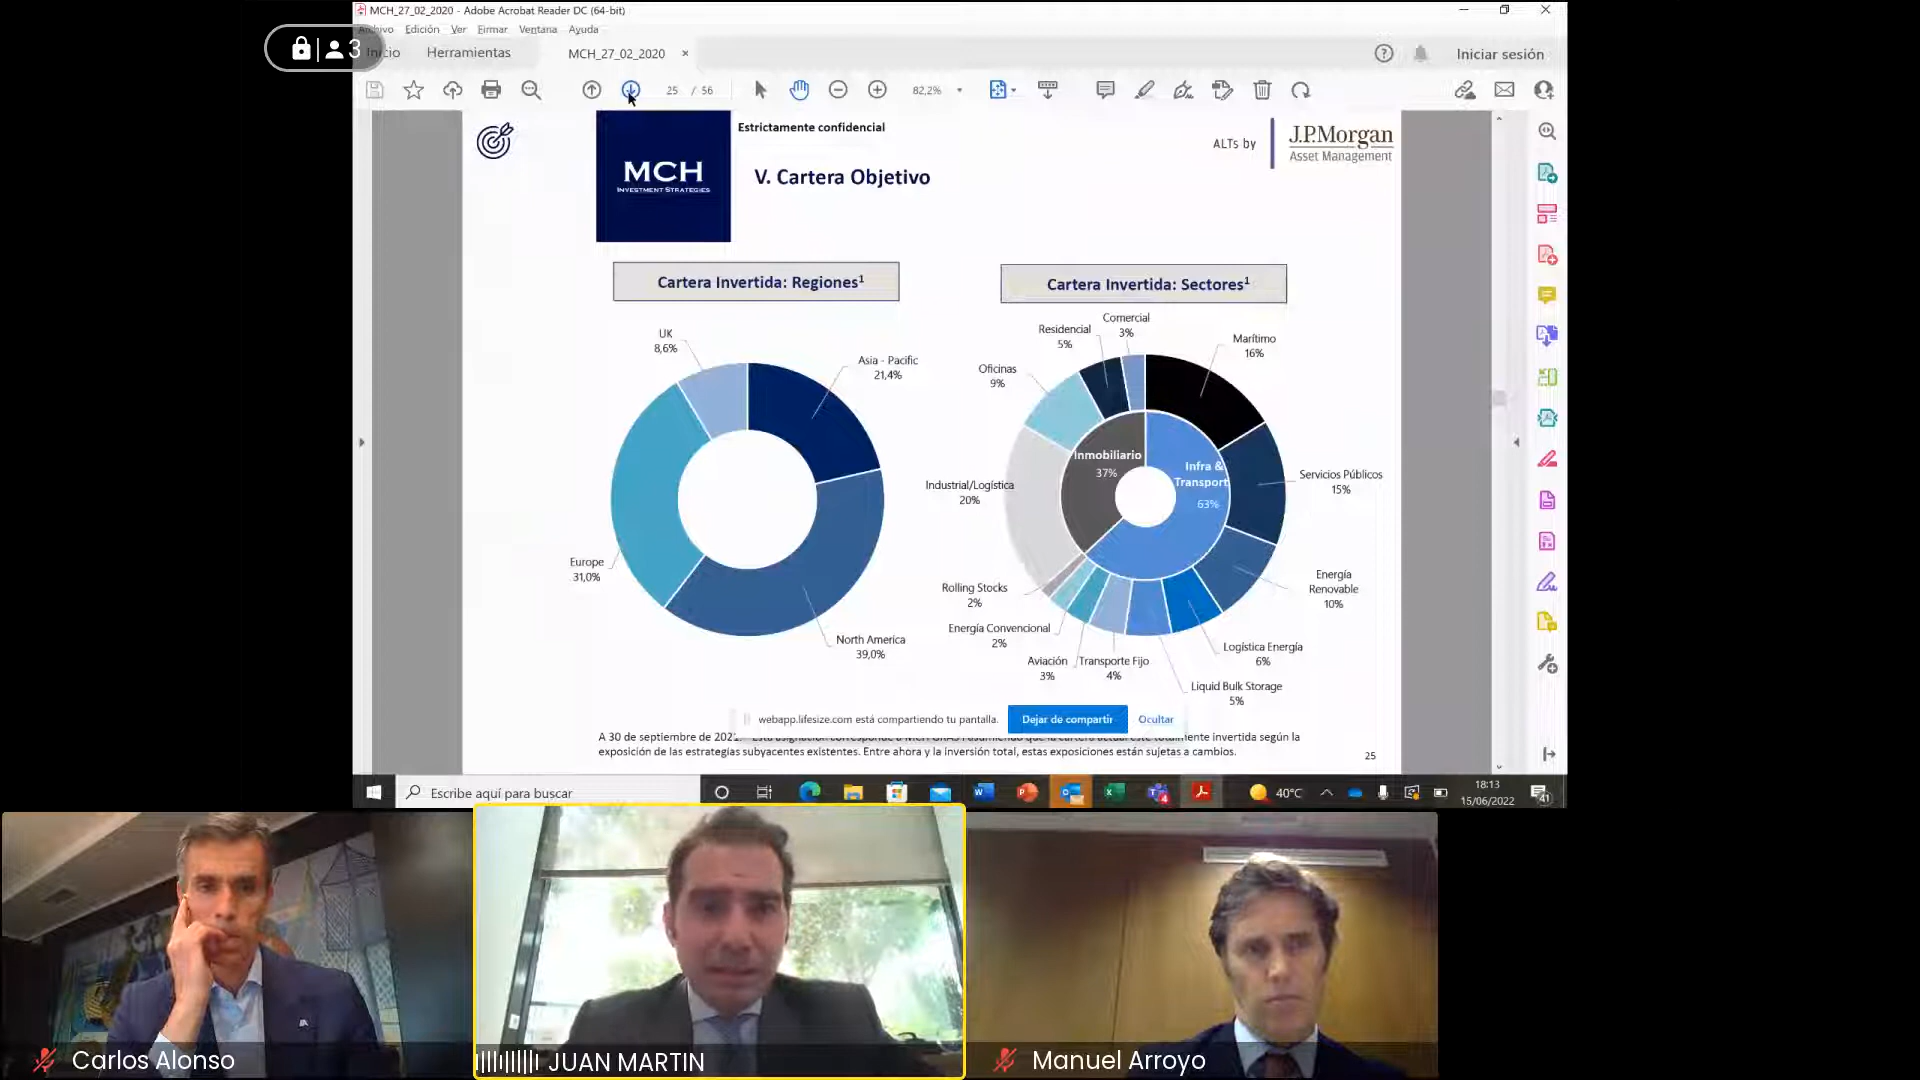 MCH_27_02_2020 - Adobe Acrobat Reader DC (64-bit)
Archivo Edición Ver Firmar Ventana Ayuda
3
Inicio Herramientas MCH_27_02_2020 × Iniciar sesión
25 / 56 82,2%
Estrictamente confidencial
MCH
INVESTMENT STRATEGIES
V. Cartera Objetivo
ALTs by
J.P.Morgan
Asset Management
Cartera Invertida: Regiones¹
UK
8,6%
Asia - Pacific
21,4%
Europe
31,0%
North America
39,0%
Cartera Invertida: Sectores¹
Comercial
3%
Residencial
5%
Marítimo
16%
Oficinas
9%
Inmobiliario
37%
Infra &
Transport
63%
Servicios Públicos
15%
Industrial/Logística
20%
Energía
Renovable
10%
Rolling Stocks
2%
Energía Convencional
2%
Logística Energía
6%
Aviación
3%
Transporte Fijo
4%
Liquid Bulk Storage
5%
webapp.lifesize.com está compartiendo tu pantalla. Dejar de compartir Ocultar
A 30 de septiembre de totalmente invertida según la
exposición de las estrategias subyacentes existentes. Entre ahora y la inversión total, estas exposiciones están sujetas a cambios.
25
Escribe aquí para buscar
40°C
18:13
15/06/2022
41
Carlos Alonso
JUAN MARTIN
Manuel Arroyo